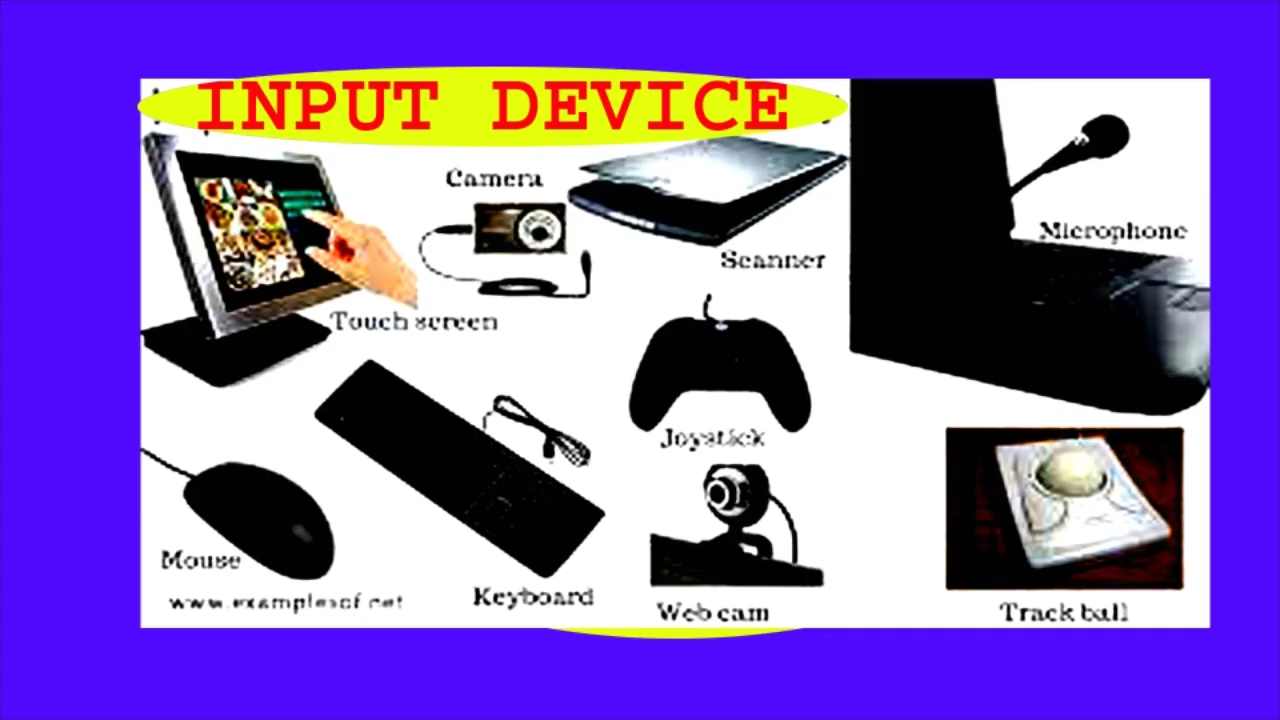 INPUT DEVICE
Camera
Scanner
Microphone
Touch screen
Joystick
Mouse
Keyboard
www.examplesof.net
Web cam
Track ball